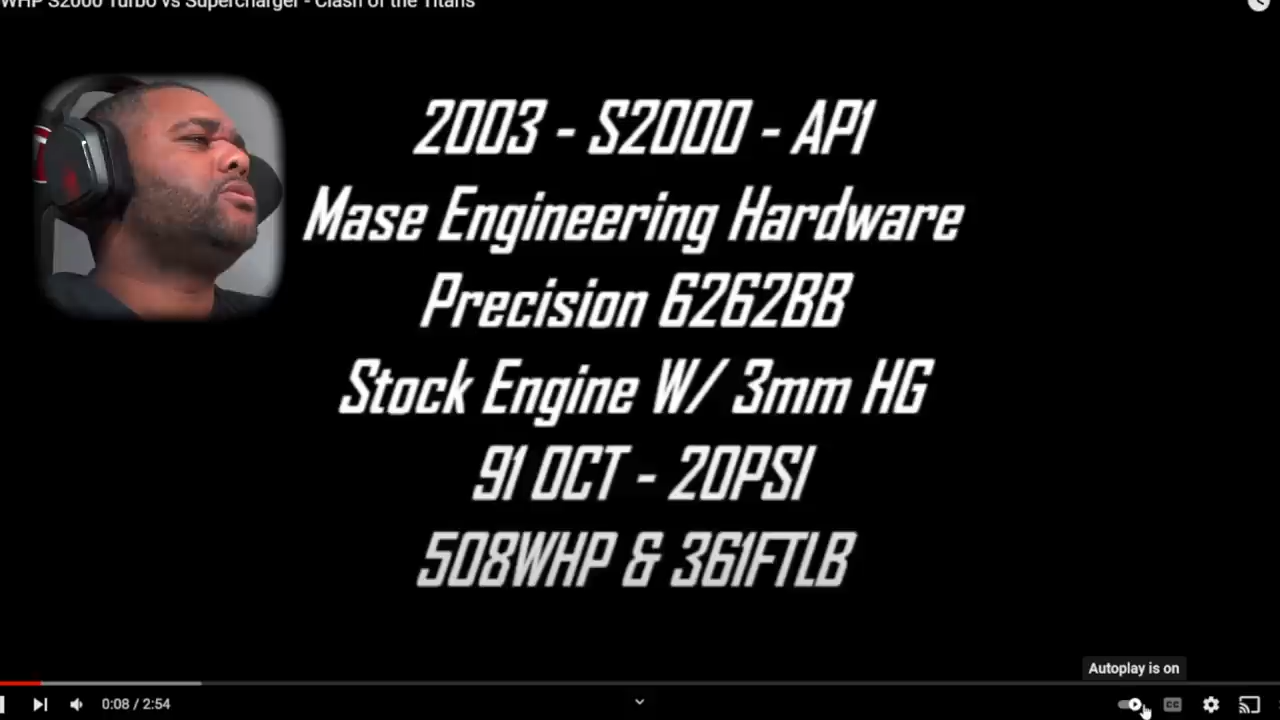 WHP S2000 Turbo vs Supercharger - Clash of the Titans
2003 - S2000 - AP1
Mase Engineering Hardware
Precision 6262BB
Stock Engine W/ 3mm HG
91 OCT - 20PSI
508WHP & 361FTLB
Autoplay is on
0:08 / 2:54
CC